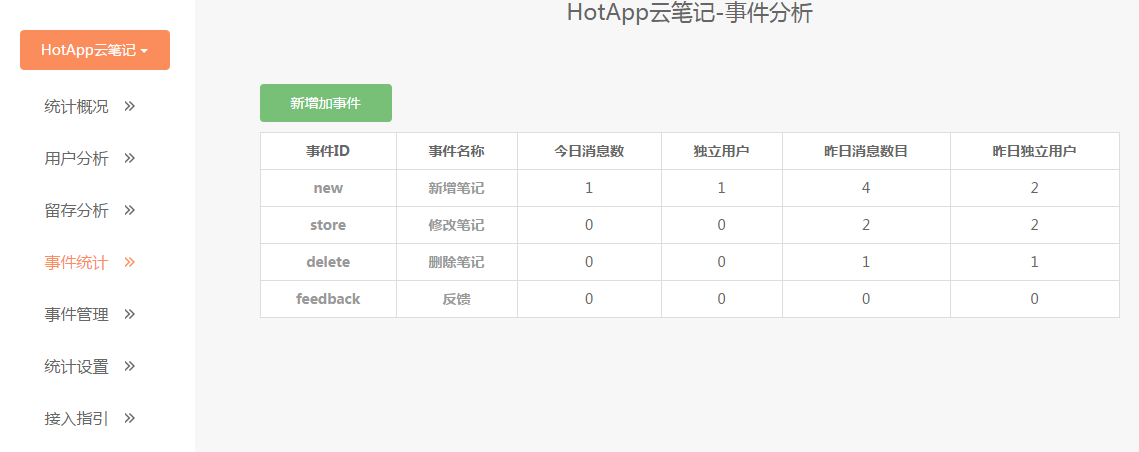 HotApp云笔记-事件分析
HotApp云笔记
统计概况
用户分析
留存分析
事件统计
事件管理
统计设置
接入指引
新增加事件
事件ID 事件名称 今日消息数 独立用户 昨日消息数目 昨日独立用户
new 新增笔记 1 1 4 2
store 修改笔记 0 0 2 2
delete 删除笔记 0 0 1 1
feedback 反馈 0 0 0 0